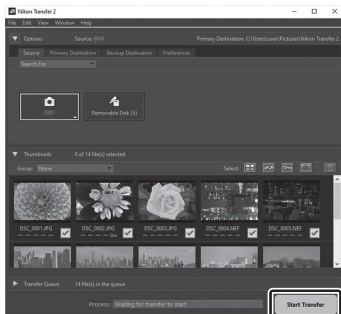 Nikon Transfer 2
File Edit View Window Help
Options Source: Primary Destination: C:\Users\user\Pictures\Nikon Transfer 2
Source Primary Destination Backup Destination Preferences
Search For
Removable Disk (J:)
Thumbnails 0 of 14 file(s) selected
Group: None Select:
DSC_0001.JPG DSC_0002.JPG DSC_0003.JPG DSC_0004.NEF DSC_0005.NEF
Transfer Queue 14 file(s) in the queue
Process: Waiting for transfer to start Start Transfer